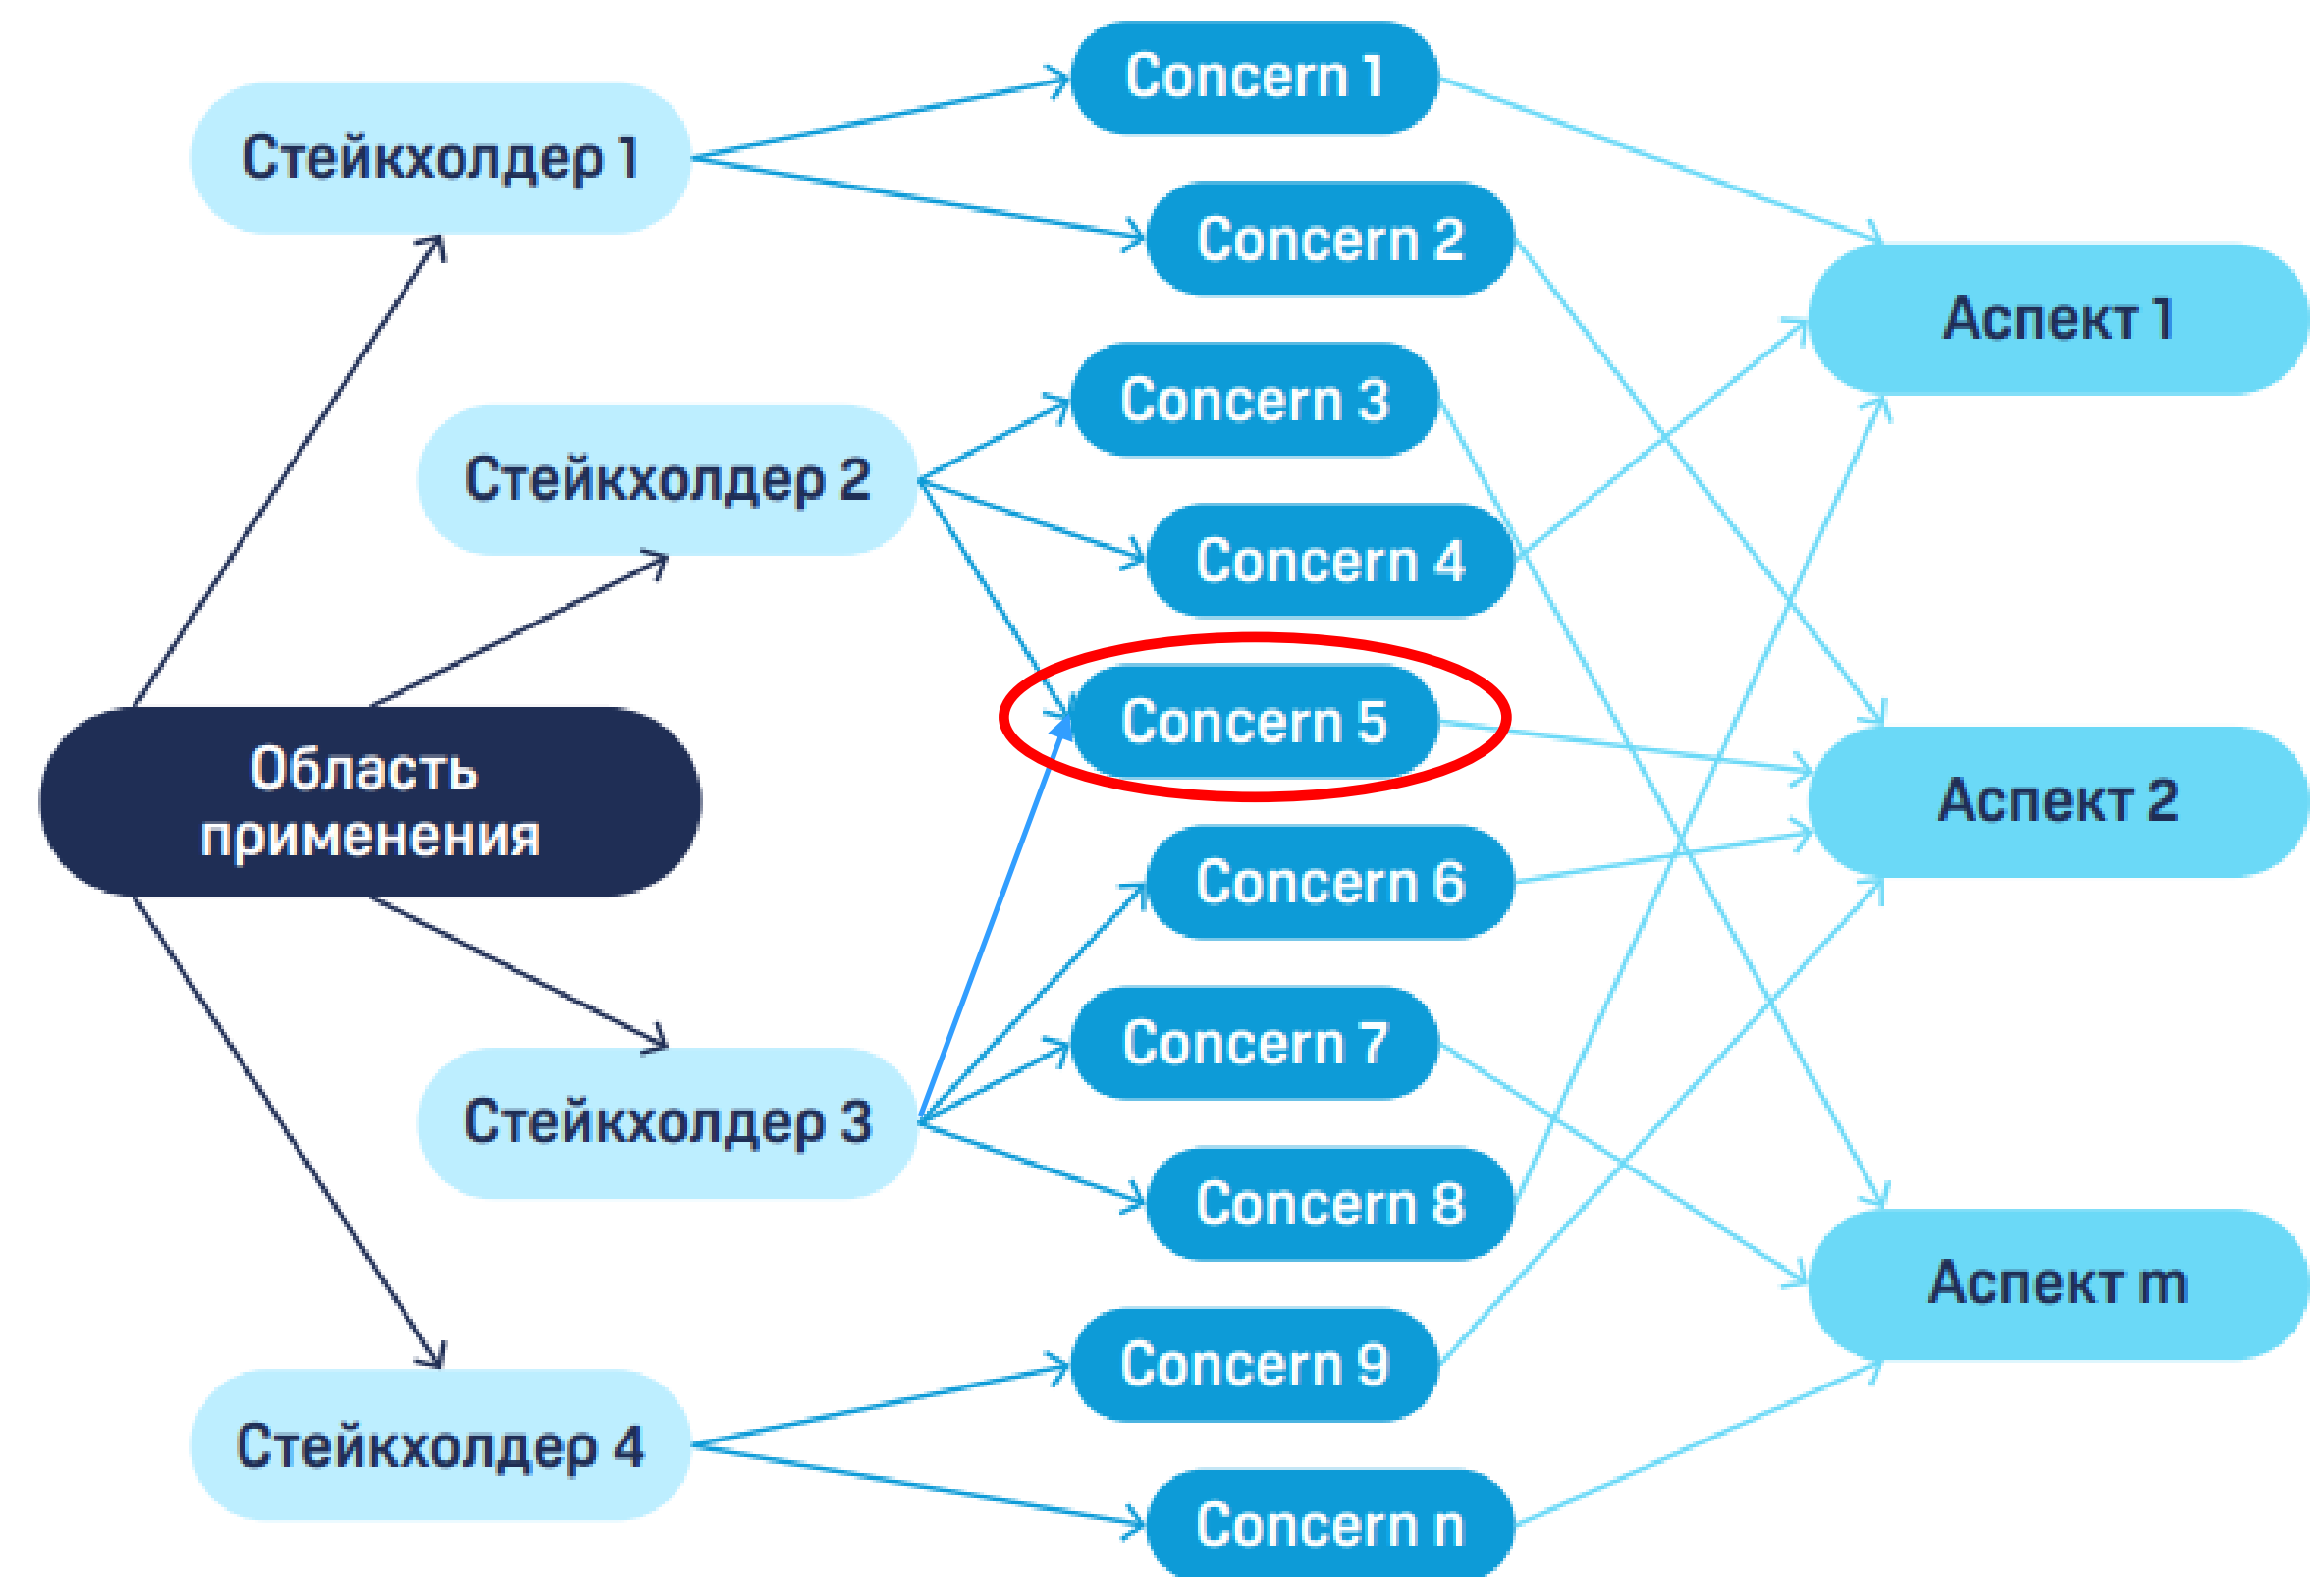 Concern 1
Стейкхолдер 1
Concern 2
Аспект 1
Concern 3
Стейкхолдер 2
Concern 4
Concern 5
Область
применения
Аспект 2
Concern 6
Concern 7
Стейкхолдер 3
Concern 8
Аспект m
Concern 9
Стейкхолдер 4
Concern n